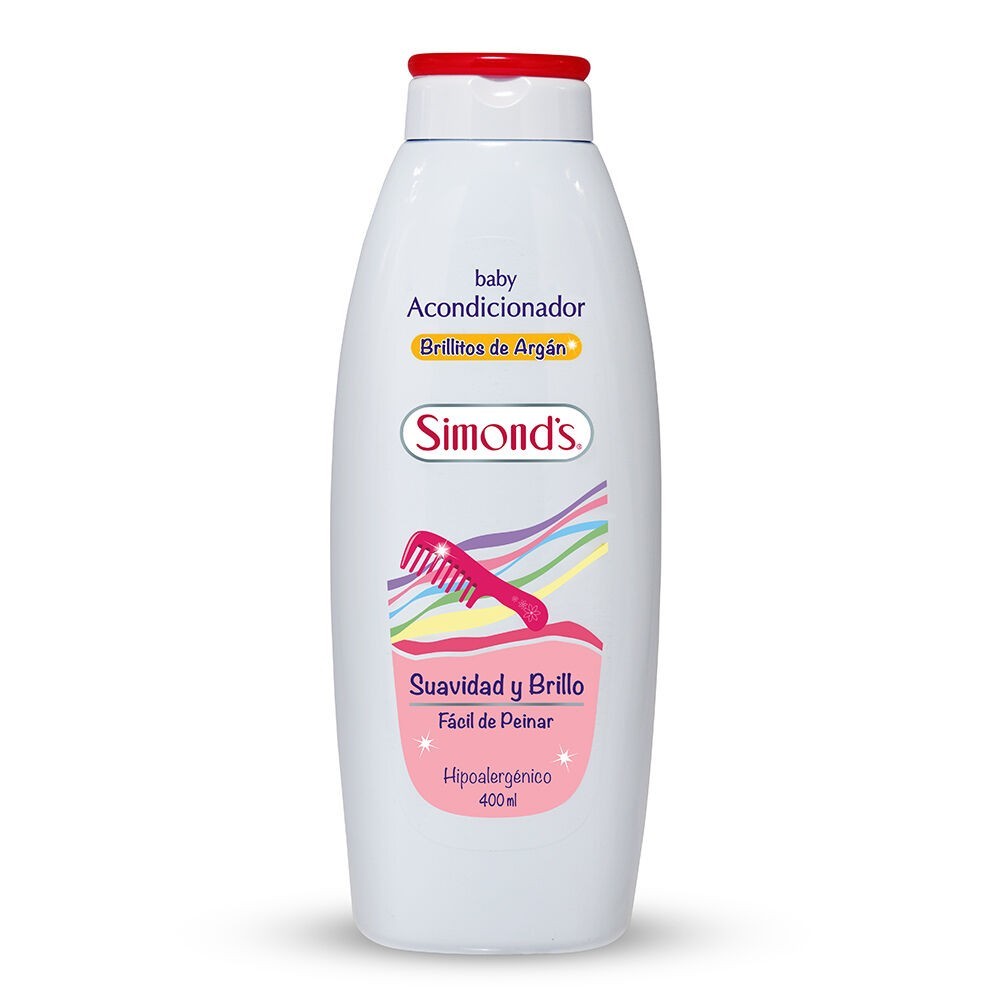 baby
Acondicionador
Brillitos de Argán
Simond's®
Suavidad y Brillo
Fácil de Peinar
Hipoalergénico
400 ml